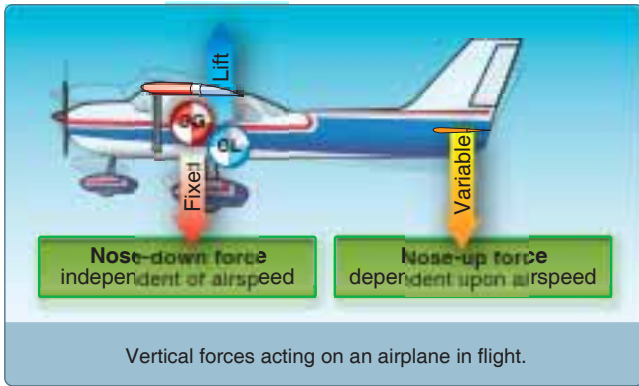 Lift
CG
CL
Fixed
Variable
Nose-down force
independent of airspeed
Nose-up force
dependent upon airspeed
Vertical forces acting on an airplane in flight.